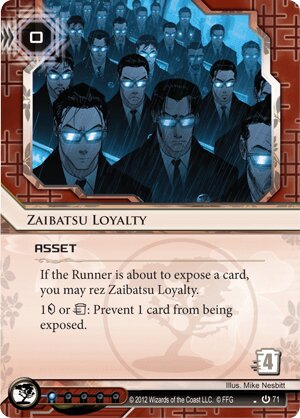 0
ZAIBATSU LOYALTY
ASSET
If the Runner is about to expose a card,
you may rez Zaibatsu Loyalty.
1 or : Prevent 1 card from being
exposed.
4
Illus. Mike Nesbitt
© 2012 Wizards of the Coast LLC. © FFG 71